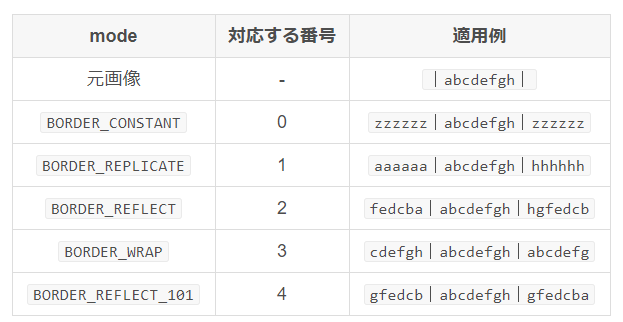 mode 対応する番号 適用例
元画像 - |abcdefgh|
BORDER_CONSTANT 0 zzzzzz|abcdefgh|zzzzzz
BORDER_REPLICATE 1 aaaaaa|abcdefgh|hhhhhh
BORDER_REFLECT 2 fedcba|abcdefgh|hgfedcb
BORDER_WRAP 3 cdefgh|abcdefgh|abcdefg
BORDER_REFLECT_101 4 gfedcb|abcdefgh|gfedcba